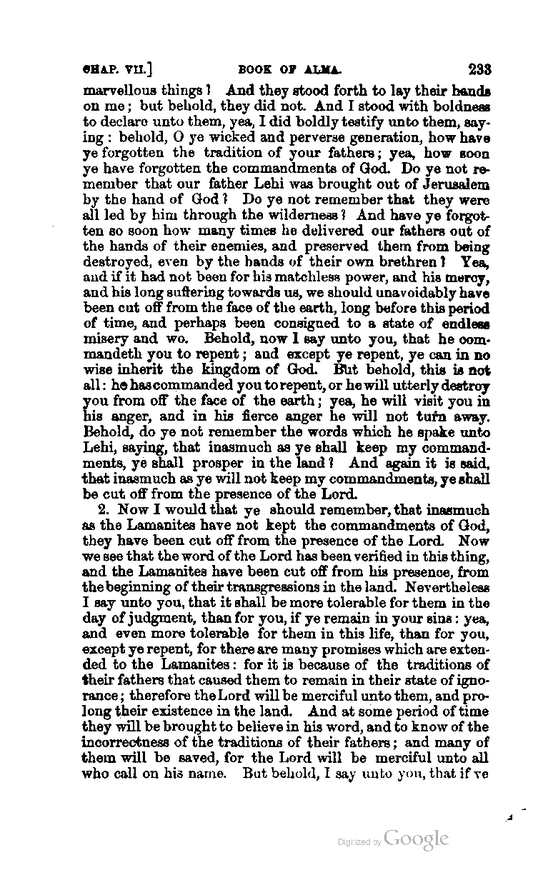 CHAP. VII.] BOOK OF ALMA. 233
marvellous things? And they stood forth to lay their hands
on me; but behold, they did not. And I stood with boldness
to declare unto them, yea, I did boldly testify unto them, say-
ing: behold, O ye wicked and perverse generation, how have
ye forgotten the tradition of your fathers; yea, how soon
ye have forgotten the commandments of God. Do ye not re-
member that our father Lehi was brought out of Jerusalem
by the hand of God? Do ye not remember that they were
all led by him through the wilderness? And have ye forgot-
ten so soon how many times he delivered our fathers out of
the hands of their enemies, and preserved them from being
destroyed, even by the hands of their own brethren? Yea,
and if it had not been for his matchless power, and his mercy,
and his long suffering towards us, we should unavoidably have
been cut off from the face of the earth, long before this period
of time, and perhaps been consigned to a state of endless
misery and wo. Behold, now I say unto you, that he com-
mandeth you to repent; and except ye repent, ye can in no
wise inherit the kingdom of God. But behold, this is not
all: he has commanded you to repent, or he will utterly destroy
you from off the face of the earth; yea, he will visit you in
his anger, and in his fierce anger he will not turn away.
Behold, do ye not remember the words which he spake unto
Lehi, saying, that inasmuch as ye shall keep my command-
ments, ye shall prosper in the land? And again it is said,
that inasmuch as ye will not keep my commandments, ye shall
be cut off from the presence of the Lord.
2. Now I would that ye should remember, that inasmuch
as the Lamanites have not kept the commandments of God,
they have been cut off from the presence of the Lord. Now
we see that the word of the Lord has been verified in this thing,
and the Lamanites have been cut off from his presence, from
the beginning of their transgressions in the land. Nevertheless
I say unto you, that it shall be more tolerable for them in the
day of judgment, than for you, if ye remain in your sins: yea,
and even more tolerable for them in this life, than for you,
except ye repent, for there are many promises which are exten-
ded to the Lamanites: for it is because of the traditions of
their fathers that caused them to remain in their state of igno-
rance; therefore the Lord will be merciful unto them, and pro-
long their existence in the land. And at some period of time
they will be brought to believe in his word, and to know of the
incorrectness of the traditions of their fathers; and many of
them will be saved, for the Lord will be merciful unto all
who call on his name. But behold, I say unto you, that if ye
Digitized by Google